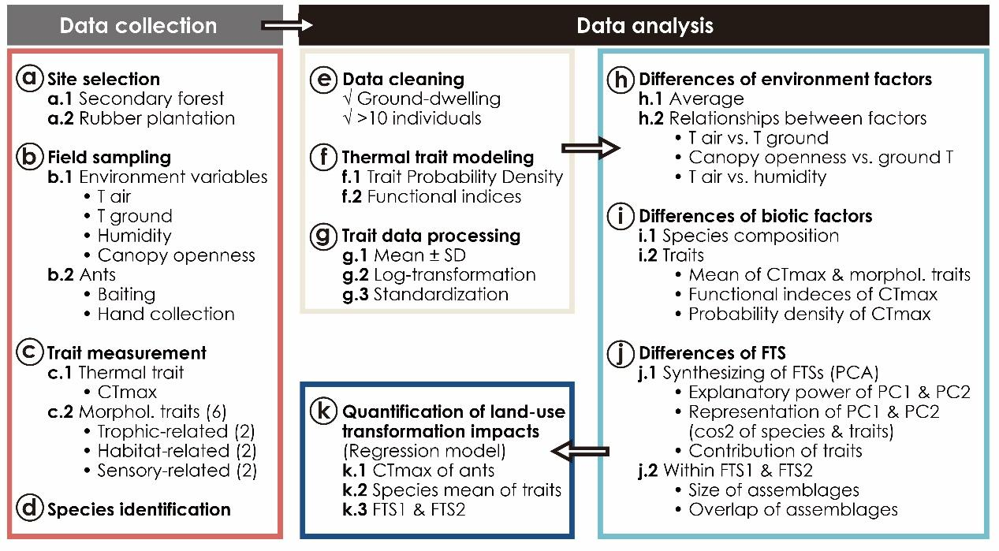 Data collection
Data analysis
a Site selection
a.1 Secondary forest
a.2 Rubber plantation
b Field sampling
b.1 Environment variables
• T air
• T ground
• Humidity
• Canopy openness
b.2 Ants
• Baiting
• Hand collection
c Trait measurement
c.1 Thermal trait
• CTmax
c.2 Morphol. traits (6)
• Trophic-related (2)
• Habitat-related (2)
• Sensory-related (2)
d Species identification
e Data cleaning
√ Ground-dwelling
√ >10 individuals
f Thermal trait modeling
f.1 Trait Probability Density
f.2 Functional indices
g Trait data processing
g.1 Mean ± SD
g.2 Log-transformation
g.3 Standardization
h Differences of environment factors
h.1 Average
h.2 Relationships between factors
• T air vs. T ground
• Canopy openness vs. ground T
• T air vs. humidity
i Differences of biotic factors
i.1 Species composition
i.2 Traits
• Mean of CTmax & morphol. traits
• Functional indeces of CTmax
• Probability density of CTmax
j Differences of FTS
j.1 Synthesizing of FTSs (PCA)
• Explanatory power of PC1 & PC2
• Representation of PC1 & PC2
(cos2 of species & traits)
• Contribution of traits
j.2 Within FTS1 & FTS2
• Size of assemblages
• Overlap of assemblages
k Quantification of land-use
transformation impacts
(Regression model)
k.1 CTmax of ants
k.2 Species mean of traits
k.3 FTS1 & FTS2